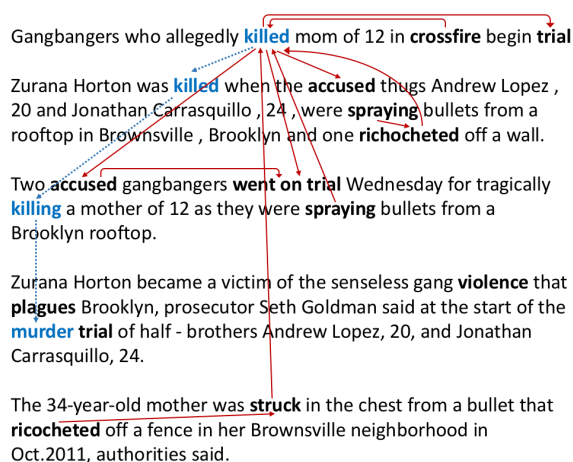 Gangbangers who allegedly killed mom of 12 in crossfire begin trial
Zurana Horton was killed when the accused thugs Andrew Lopez ,
20 and Jonathan Carrasquillo , 24 , were spraying bullets from a
rooftop in Brownsville , Brooklyn and one richocheted off a wall.
Two accused gangbangers went on trial Wednesday for tragically
killing a mother of 12 as they were spraying bullets from a
Brooklyn rooftop.
Zurana Horton became a victim of the senseless gang violence that
plagues Brooklyn, prosecutor Seth Goldman said at the start of the
murder trial of half - brothers Andrew Lopez, 20, and Jonathan
Carrasquillo, 24.
The 34-year-old mother was struck in the chest from a bullet that
ricocheted off a fence in her Brownsville neighborhood in
Oct.2011, authorities said.